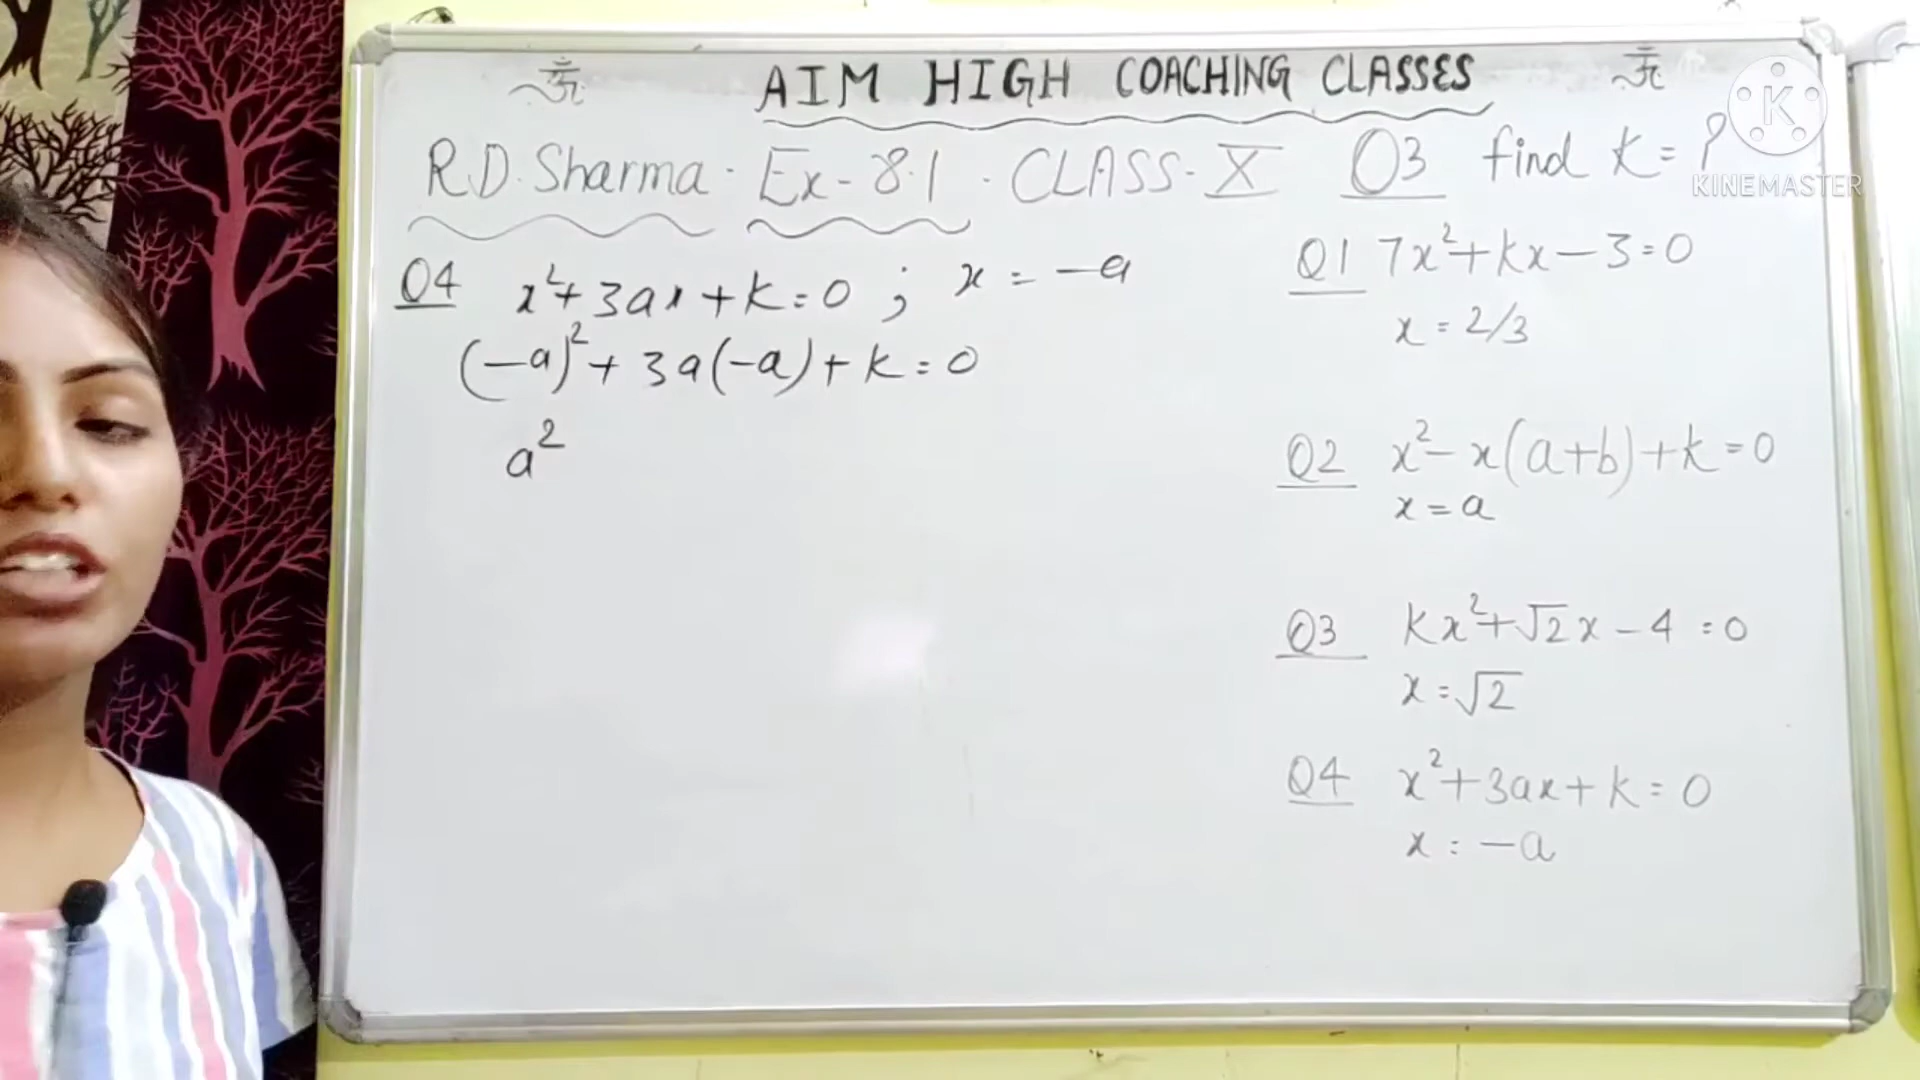 ॐ AIM HIGH COACHING CLASSES ॐ
R.D. Sharma. Ex-8.1. CLASS-X Q3 find K=?
K
KINEMASTER
Q4 x²+3ax+k=0 ; x=-a
(-a)²+3a(-a)+k=0
a²
Q1 7x²+kx-3=0
x=2/3
Q2 x²-x(a+b)+k=0
x=a
Q3 Kx²+√2x-4=0
x=√2
Q4 x²+3ax+k=0
x=-a